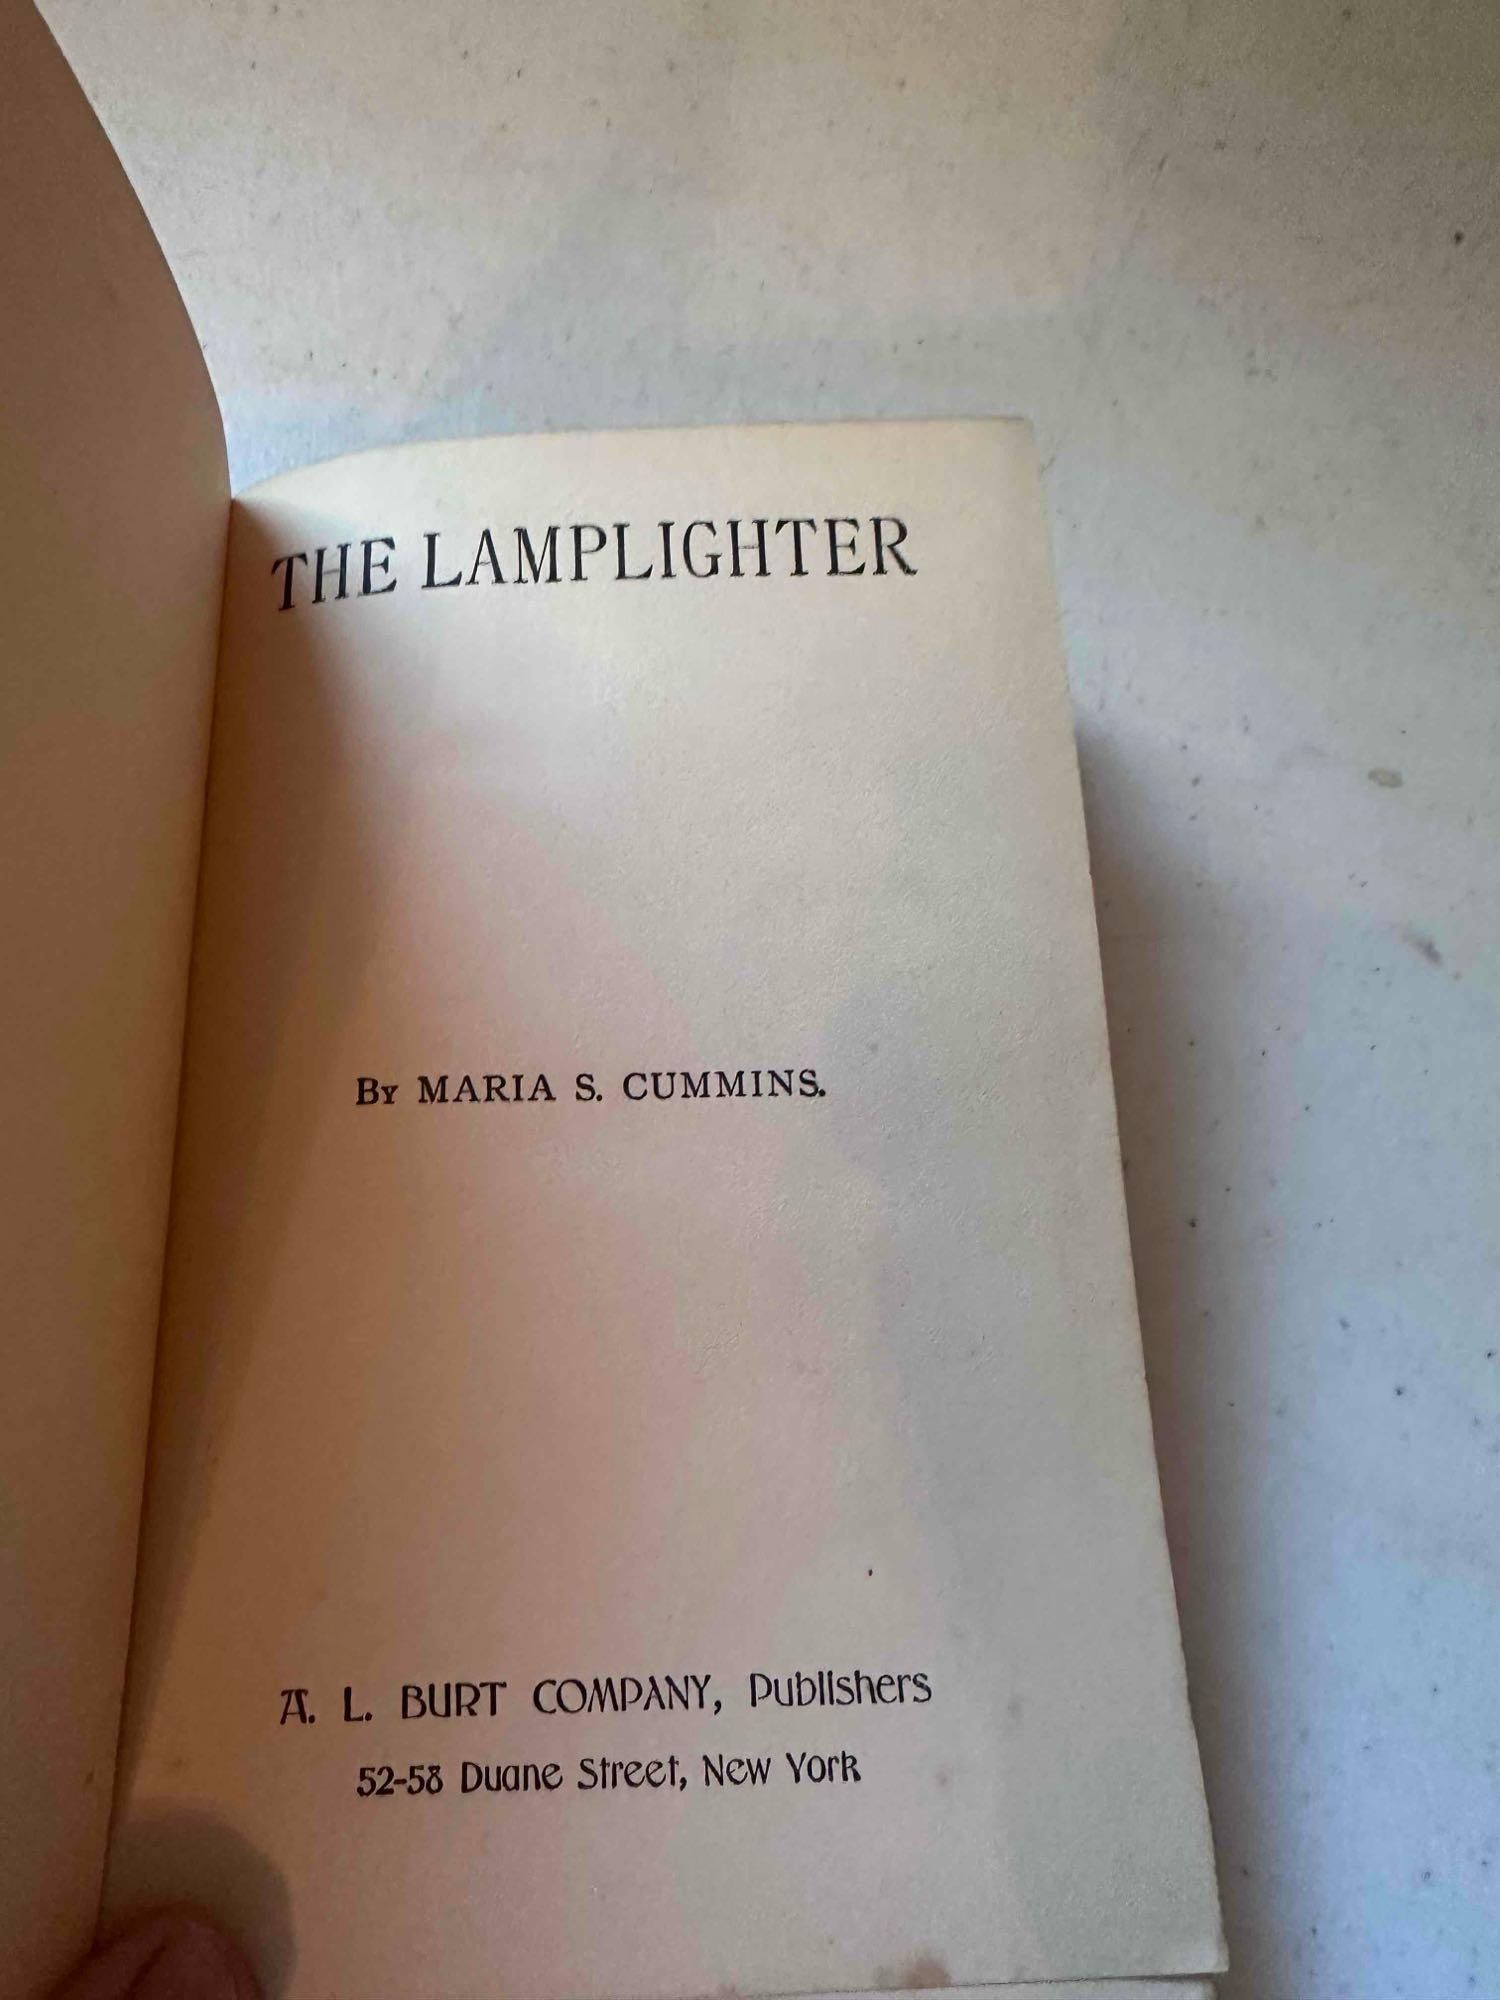 THE LAMPLIGHTER
By MARIA S. CUMMINS.
A. L. BURT COMPANY, Publishers
52-58 Duane Street, New York